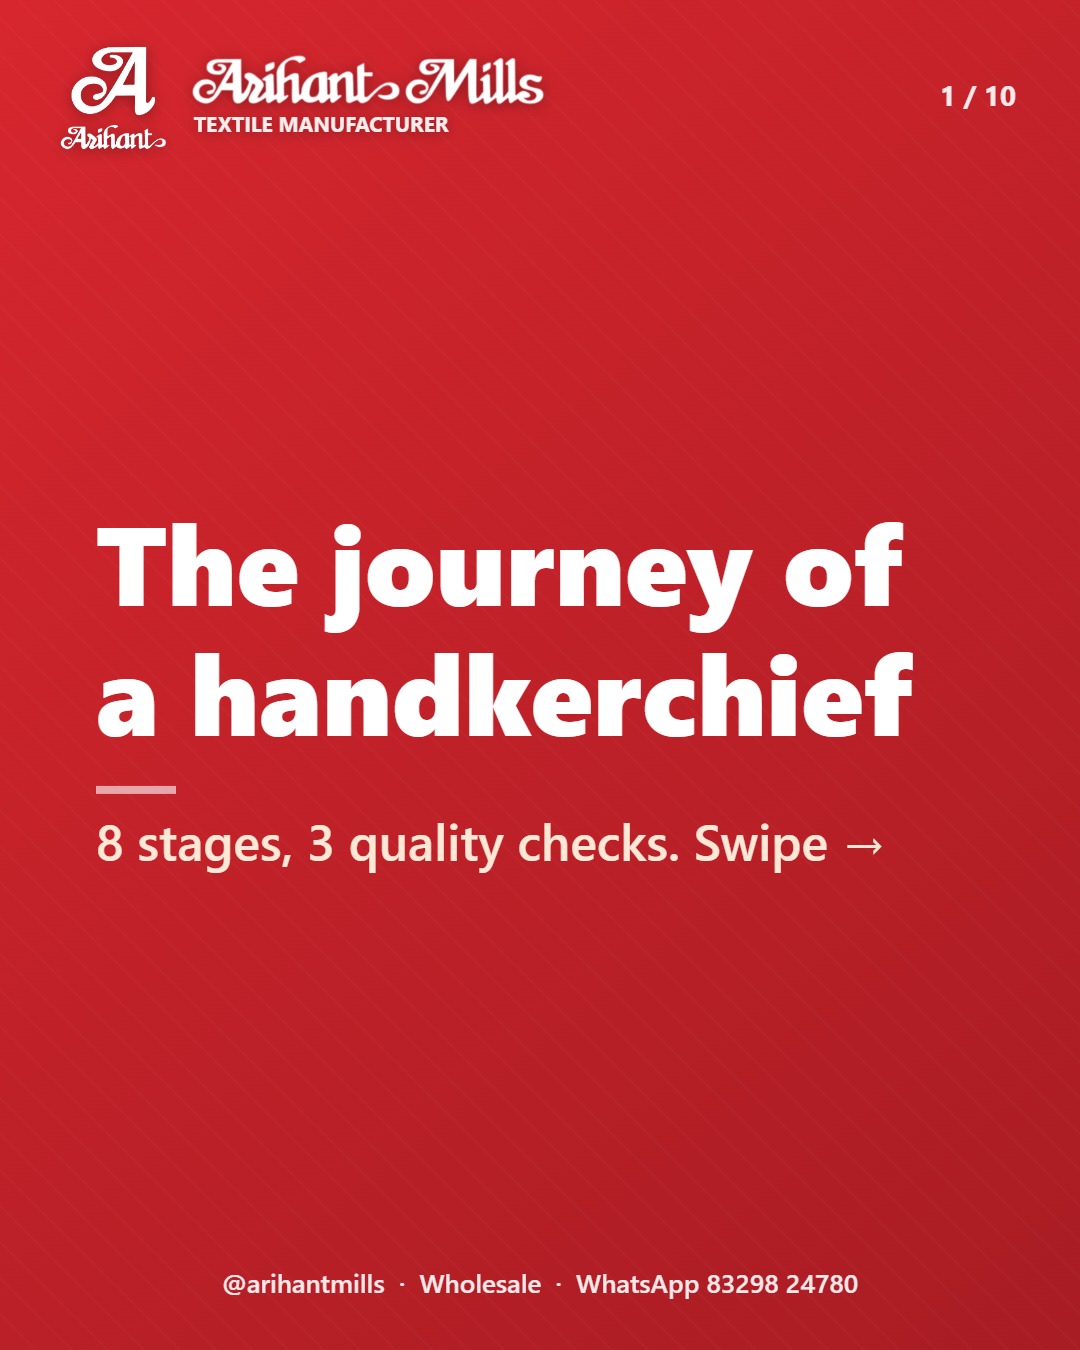 A
Arihant
Arihant Mills
TEXTILE MANUFACTURER
1 / 10
The journey of
a handkerchief
8 stages, 3 quality checks. Swipe →
@arihantmills · Wholesale · WhatsApp 83298 24780